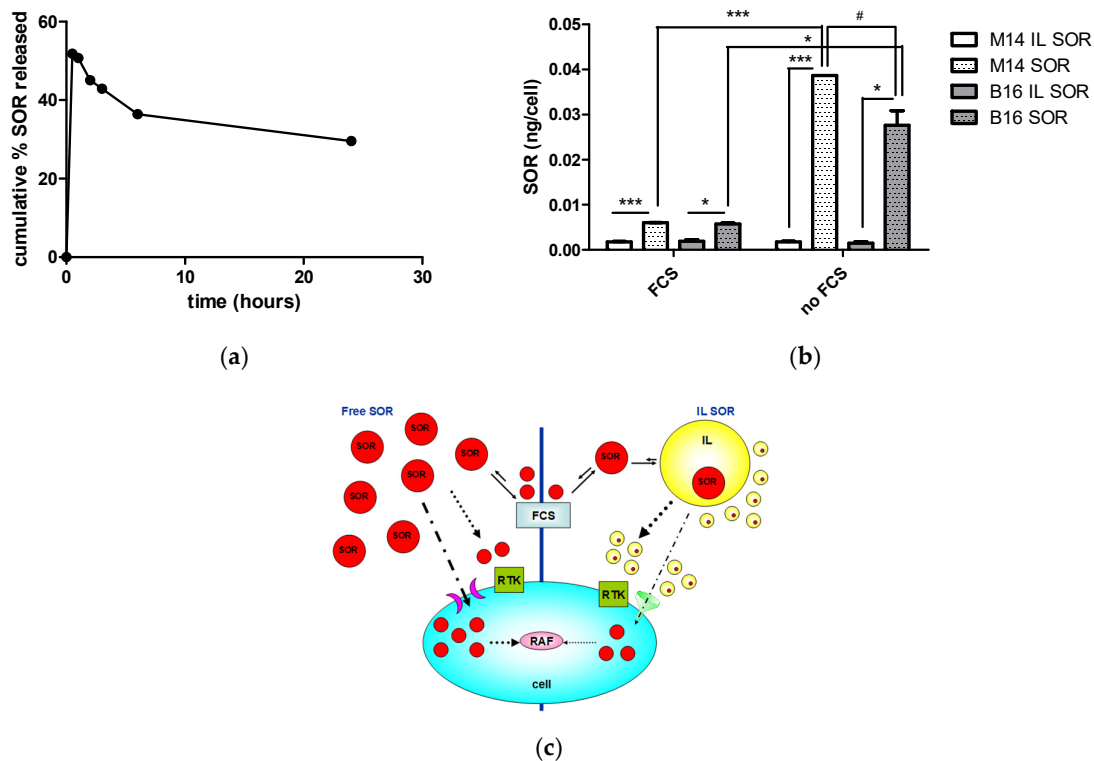 60
40
20
0
cumulative % SOR released
0 10 20 30
time (hours)
(a)
0.05
0.04
0.03
0.02
0.01
0.00
SOR (ng/cell)
*** #
*
*** *
*** *
FCS no FCS
M14 IL SOR
M14 SOR
B16 IL SOR
B16 SOR
(b)
Free SOR IL SOR
SOR SOR SOR SOR SOR SOR SOR
SOR IL
SOR
FCS
RTK RTK
RAF
cell
(c)